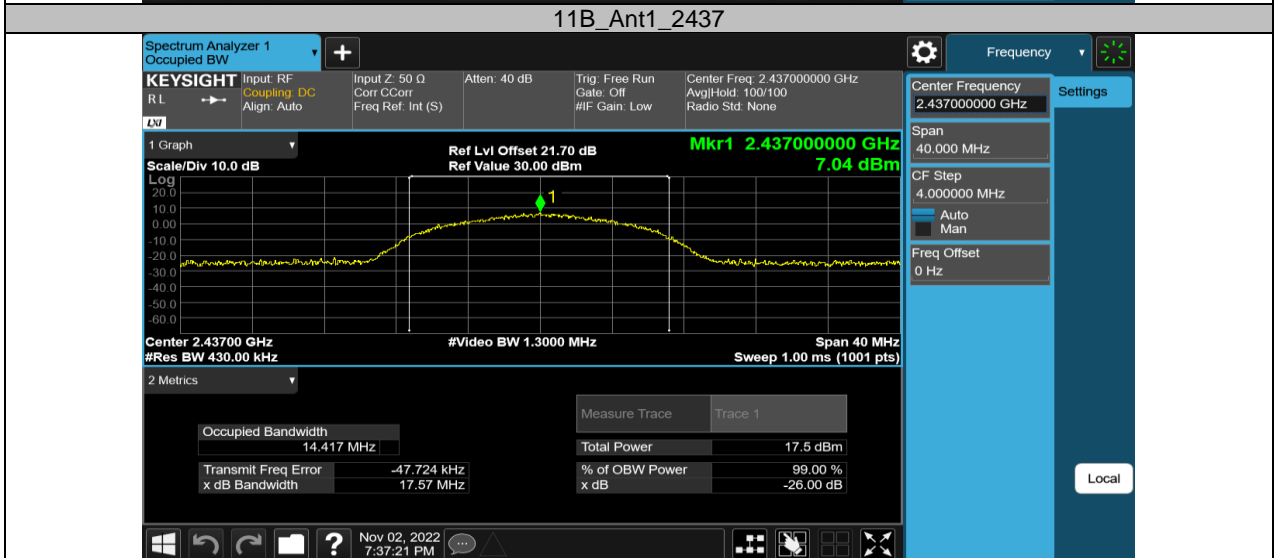 11B_Ant1_2437
Spectrum Analyzer 1
Occupied BW
Frequency
KEYSIGHT
RL
LXI
Input: RF
Coupling: DC
Align: Auto
Input Z: 50 Ω
Corr CCorr
Freq Ref: Int (S)
Atten: 40 dB
Trig: Free Run
Gate: Off
#IF Gain: Low
Center Freq: 2.437000000 GHz
Avg|Hold: 100/100
Radio Std: None
Center Frequency
2.437000000 GHz
Settings
Span
40.000 MHz
CF Step
4.000000 MHz
Auto
Man
Freq Offset
0 Hz
1 Graph
Scale/Div 10.0 dB
Ref Lvl Offset 21.70 dB
Ref Value 30.00 dBm
Mkr1 2.437000000 GHz
7.04 dBm
Log
20.0
10.0
0.00
-10.0
-20.0
-30.0
-40.0
-50.0
-60.0
1
Center 2.43700 GHz
#Video BW 1.3000 MHz
Span 40 MHz
#Res BW 430.00 kHz
Sweep 1.00 ms (1001 pts)
2 Metrics
Measure Trace
Trace 1
Occupied Bandwidth
14.417 MHz
Total Power
17.5 dBm
Transmit Freq Error
-47.724 kHz
% of OBW Power
99.00 %
x dB Bandwidth
17.57 MHz
x dB
-26.00 dB
Local
Nov 02, 2022
7:37:21 PM